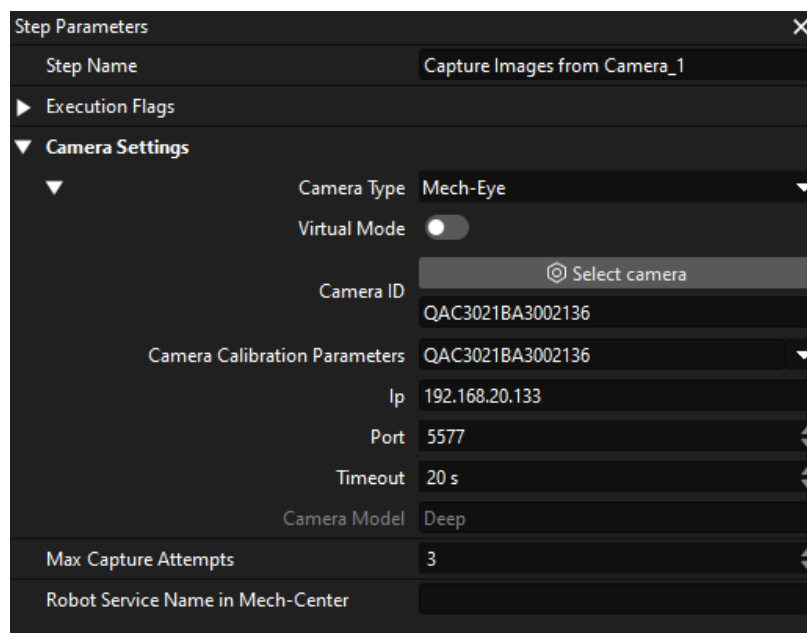 Step Parameters
Step Name Capture Images from Camera_1
Execution Flags
Camera Settings
Camera Type Mech-Eye
Virtual Mode
Select camera
Camera ID
QAC3021BA3002136
Camera Calibration Parameters QAC3021BA3002136
Ip 192.168.20.133
Port 5577
Timeout 20 s
Camera Model Deep
Max Capture Attempts 3
Robot Service Name in Mech-Center